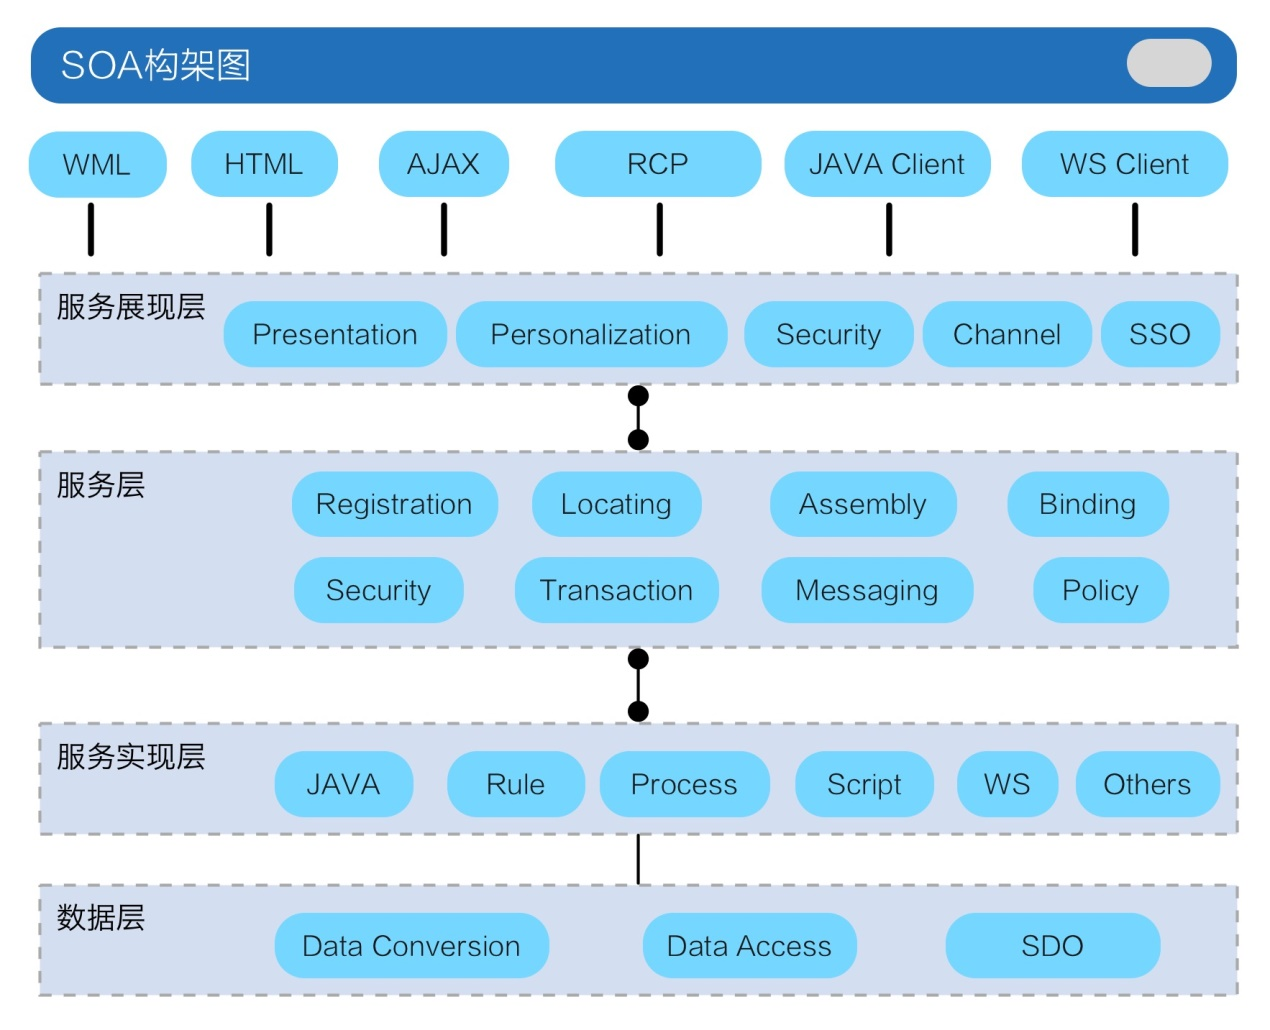 SOA构架图
WML
HTML
AJAX
RCP
JAVA Client
WS Client
服务展现层
Presentation
Personalization
Security
Channel
SSO
服务层
Registration
Locating
Assembly
Binding
Security
Transaction
Messaging
Policy
服务实现层
JAVA
Rule
Process
Script
WS
Others
数据层
Data Conversion
Data Access
SDO